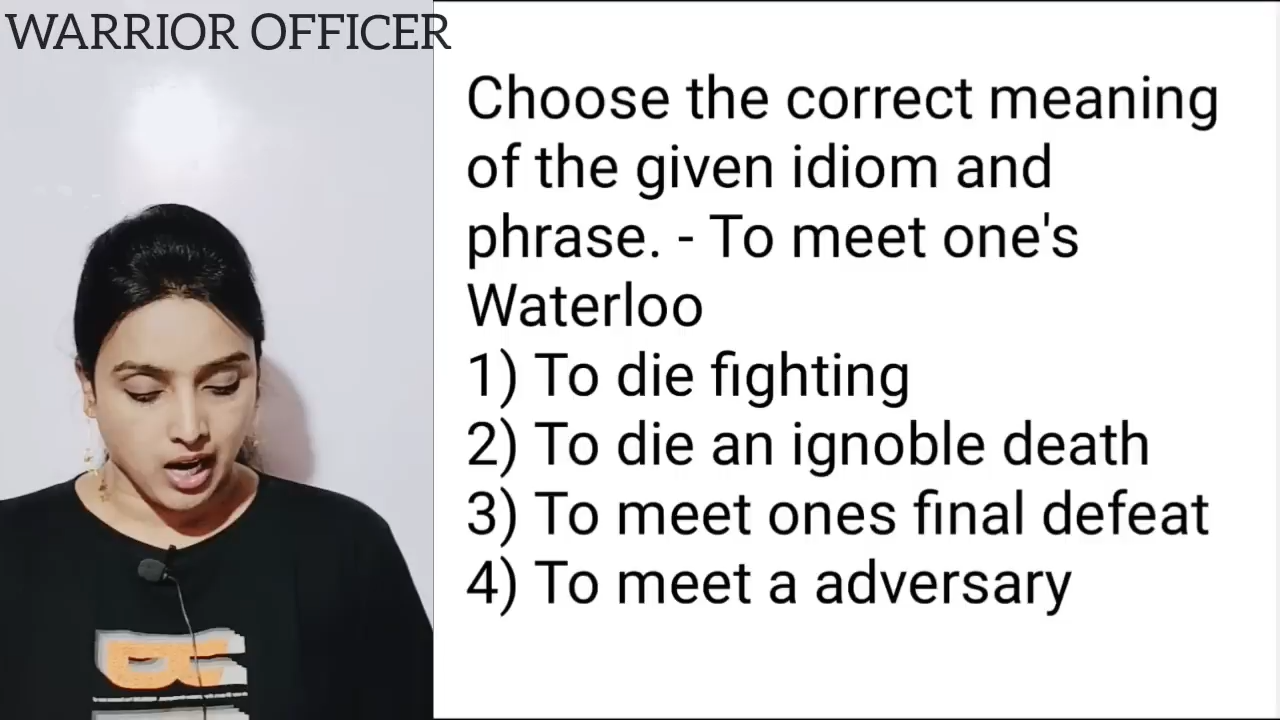 WARRIOR OFFICER
Choose the correct meaning
of the given idiom and
phrase. - To meet one's
Waterloo
1) To die fighting
2) To die an ignoble death
3) To meet ones final defeat
4) To meet a adversary